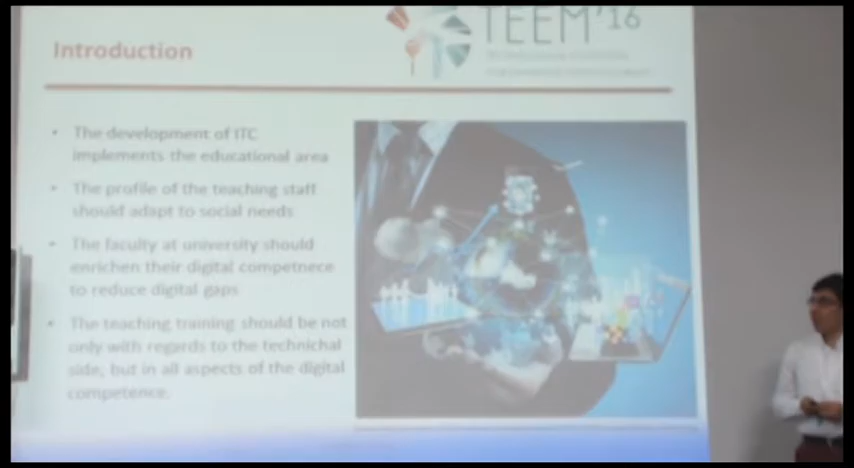 TEEM'16
Introduction
• The development of ITC
implements the educational area
• The profile of the teaching staff
should adapt to social needs
• The faculty at university should
enrichen their digital competnece
to reduce digital gaps
• The teaching training should be not
only with regards to the technichal
side, but in all aspects of the digital
competence.